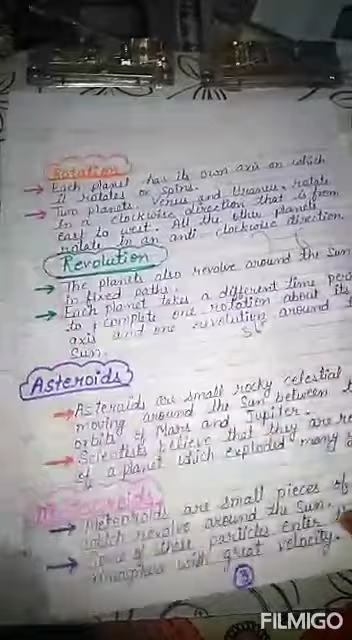 Rotation
→ Each planet has its own axis on which
it rotates or spins.
→ Two planets Venus and Uranus rotate
in a clockwise direction that is from
east to west. All the other planets
rotate in an anti clockwise direction.
Revolution
→ The planets also revolve around the Sun
in fixed paths.
→ Each planet takes a different time
to complete one rotation about its
axis and one revolution around
Sun.
Asteroids
→ Asteroids are small rocky celestial
moving around the Sun between
orbits of Mars and Jupiter.
→ Scientists believe that they are
of a planet which exploded many
Meteoroids
→ Meteoroids are small pieces of
which revolve around the Sun.
→ Some of these particles enter
with great velocity.
3
FILMIGO